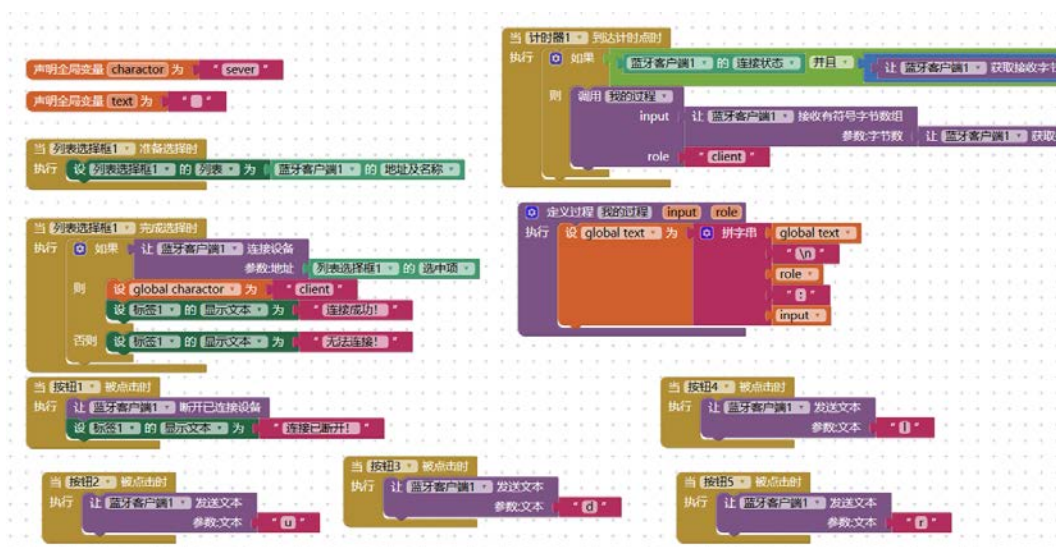 声明全局变量 charactor 为 " sever "
声明全局变量 text 为 " "
当 列表选择框1 准备选择时
执行 设 列表选择框1 的 列表 为 蓝牙客户端1 的 地址及名称
当 列表选择框1 完成选择时
执行 如果 让 蓝牙客户端1 连接设备
参数:地址 列表选择框1 的 选中项
则 设 global charactor 为 " client "
设 标签1 的 显示文本 为 " 连接成功! "
否则 设 标签1 的 显示文本 为 " 无法连接! "
当 按钮1 被点击时
执行 让 蓝牙客户端1 断开已连接设备
设 标签1 的 显示文本 为 " 连接已断开! "
当 按钮2 被点击时
执行 让 蓝牙客户端1 发送文本
参数:文本 " u "
当 按钮3 被点击时
执行 让 蓝牙客户端1 发送文本
参数:文本 " d "
当 计时器1 到达计时点时
执行 如果 蓝牙客户端1 的 连接状态 并且 让 蓝牙客户端1 获取接收字节
则 调用 我的过程
input 让 蓝牙客户端1 接收有符号字节数组
参数:字节数 让 蓝牙客户端1 获取
role " client "
定义过程 我的过程 input role
执行 设 global text 为 拼字串 global text
" \n "
role
" : "
input
当 按钮4 被点击时
执行 让 蓝牙客户端1 发送文本
参数:文本 " l "
当 按钮5 被点击时
执行 让 蓝牙客户端1 发送文本
参数:文本 " r "